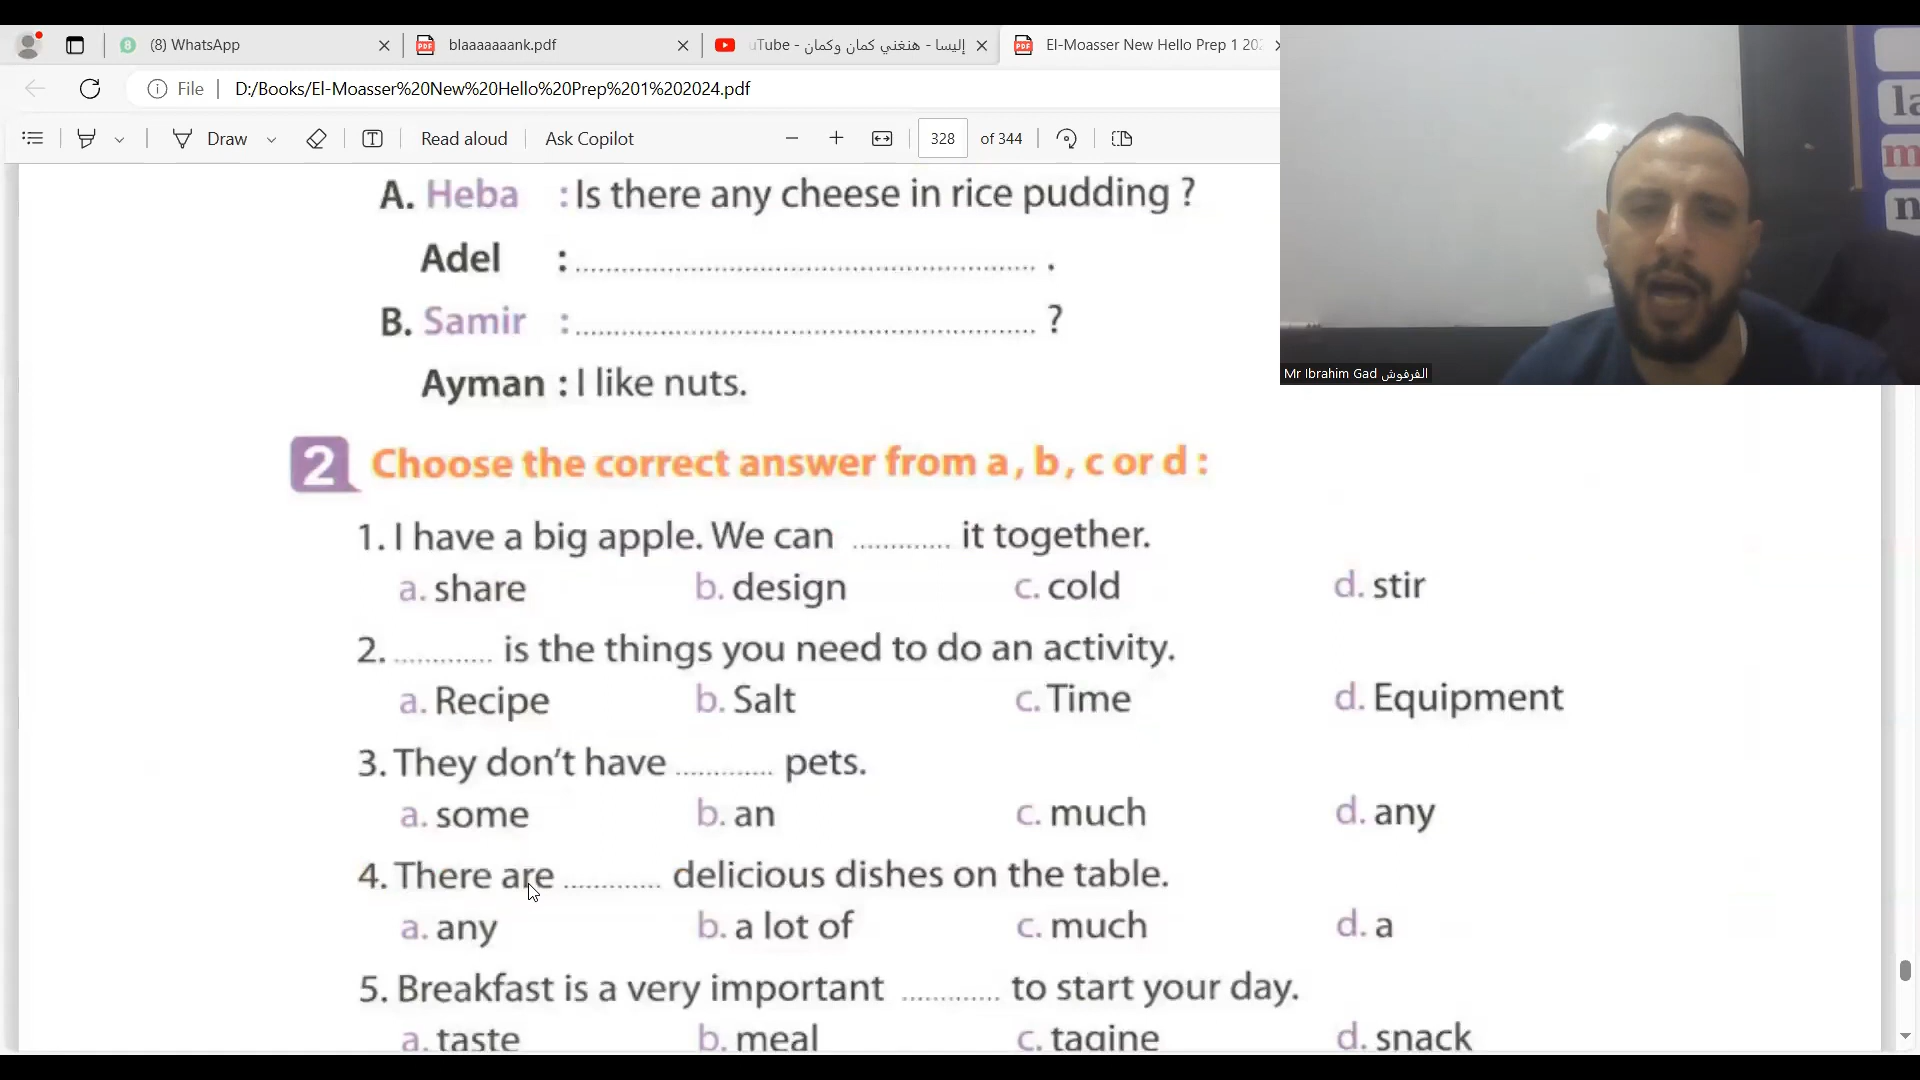 (8) WhatsApp
blaaaaaaank.pdf
إليسا - هنغني كمان وكمان - uTube
El-Moasser New Hello Prep 1 202
File
D:/Books/El-Moasser%20New%20Hello%20Prep%201%202024.pdf
Draw
Read aloud
Ask Copilot
328 of 344
A. Heba : Is there any cheese in rice pudding ?
Adel : .................................................. .
B. Samir : .................................................. ?
Ayman : I like nuts.
2 Choose the correct answer from a , b , c or d :
1. I have a big apple. We can ............. it together.
a. share b. design c. cold d. stir
2. ............. is the things you need to do an activity.
a. Recipe b. Salt c. Time d. Equipment
3. They don't have ............. pets.
a. some b. an c. much d. any
4. There are ............. delicious dishes on the table.
a. any b. a lot of c. much d. a
5. Breakfast is a very important ............. to start your day.
a. taste b. meal c. tagine d. snack
Mr Ibrahim Gad الفرفوش
la
m
n